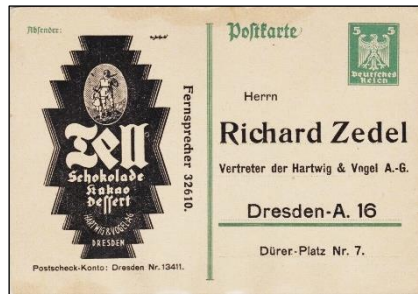 Absender:
Tell
Schokolade
Kakao
Dessert
HARTWIG & VOGEL A.G.
DRESDEN
Postscheck-Konto: Dresden Nr. 13411.
Fernsprecher 32610.
Postkarte
5 5
Deutsches
Reich
Herrn
Richard Zedel
Vertreter der Hartwig & Vogel A.-G.
Dresden-A. 16
Dürer-Platz Nr. 7.